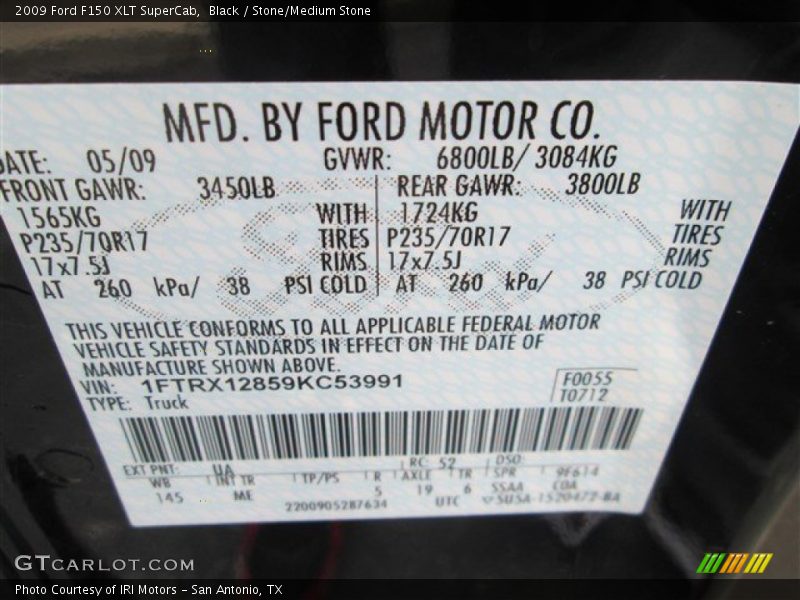 2009 Ford F150 XLT SuperCab, Black / Stone/Medium Stone
MFD. BY FORD MOTOR CO.
DATE: 05/09 GVWR: 6800LB/ 3084KG
FRONT GAWR: 3450LB REAR GAWR: 3800LB
1565KG WITH 1724KG WITH
P235/70R17 TIRES P235/70R17 TIRES
17x7.5J RIMS 17x7.5J RIMS
AT 260 kPa/ 38 PSI COLD AT 260 kPa/ 38 PSI COLD
THIS VEHICLE CONFORMS TO ALL APPLICABLE FEDERAL MOTOR
VEHICLE SAFETY STANDARDS IN EFFECT ON THE DATE OF
MANUFACTURE SHOWN ABOVE.
VIN: 1FTRX12859KC53991 F0055
TYPE: Truck T0712
EXT PNT: UA RC: 52 DSO:
WB INT TR TP/PS R AXLE TR SPR 9F614
145 ME 5 19 6 SSAA COA
2200905287634 UTC
GTCARLOT.COM
Photo Courtesy of IRI Motors - San Antonio, TX